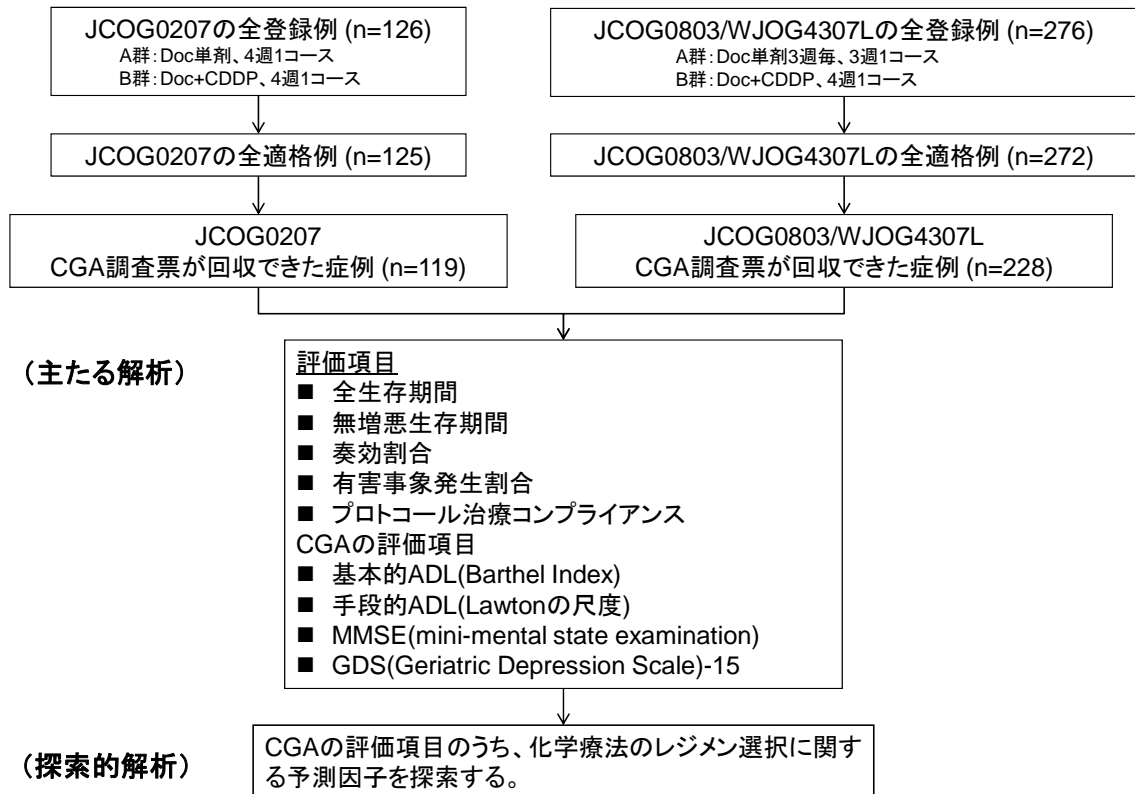 JCOG0207の全登録例 (n=126)
A群:Doc単剤、4週1コース
B群:Doc+CDDP、4週1コース
JCOG0803/WJOG4307Lの全登録例 (n=276)
A群:Doc単剤3週毎、3週1コース
B群:Doc+CDDP、4週1コース
JCOG0207の全適格例 (n=125)
JCOG0803/WJOG4307Lの全適格例 (n=272)
JCOG0207
CGA調査票が回収できた症例 (n=119)
JCOG0803/WJOG4307L
CGA調査票が回収できた症例 (n=228)
（主たる解析）
評価項目
■ 全生存期間
■ 無増悪生存期間
■ 奏効割合
■ 有害事象発生割合
■ プロトコール治療コンプライアンス
CGAの評価項目
■ 基本的ADL(Barthel Index)
■ 手段的ADL(Lawtonの尺度)
■ MMSE(mini-mental state examination)
■ GDS(Geriatric Depression Scale)-15
（探索的解析）
CGAの評価項目のうち、化学療法のレジメン選択に関す
る予測因子を探索する。